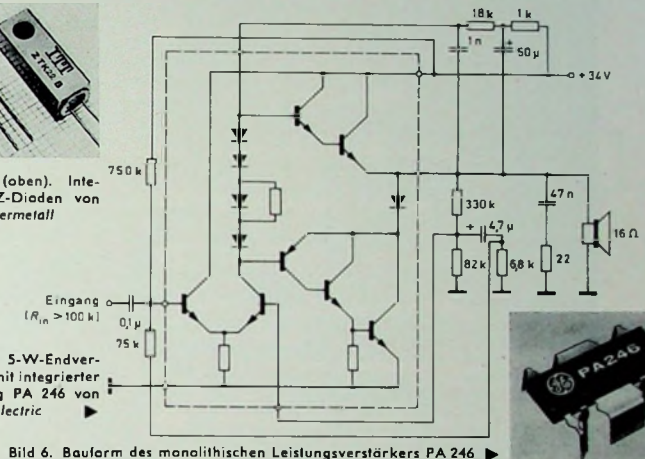 ITT
ZTK22 B
(oben). Inte-
Z-Dioden von
ermetall
750 k
Eingang
(Rin > 100 k)
0,1 µ
75 k
5-W-Endver-
mit integrierter
g PA 246 von
lectric
18 k
1 k
1 n
50 µ
+
+ 34 V
330 k
+ 4,7 µ
47 n
16 Ω
82 k
6,8 k
22
GE
PA246
Bild 6. Bauform des monolithischen Leistungsverstärkers PA 246